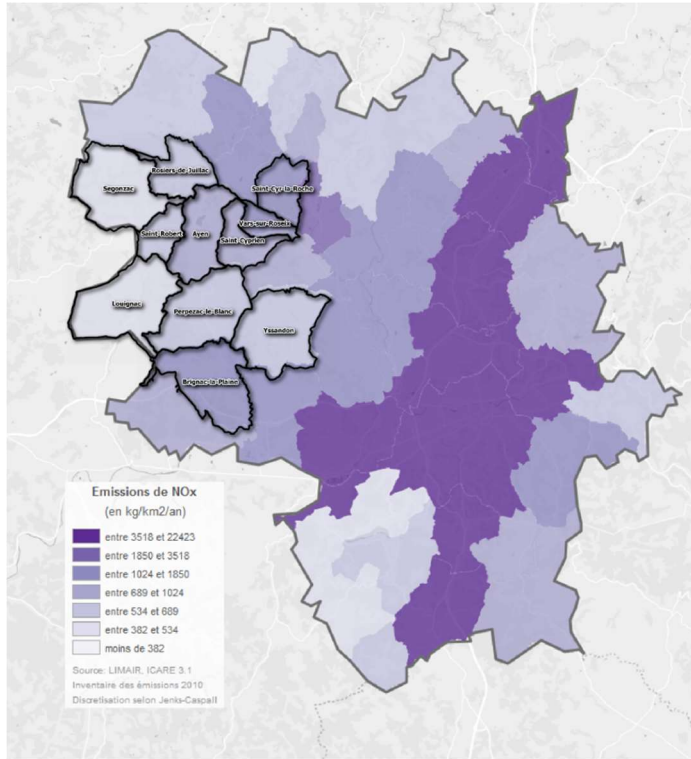 Rosiers-de-Juillac
Segonzac
Saint-Cyr-la-Roche
Vars-sur-Roseix
Saint-Robert
Ayen
Saint-Cyprien
Louignac
Perpezac-le-Blanc
Yssandon
Brignac-la-Plaine
Emissions de NOx
(en kg/km2/an)
entre 3518 et 22423
entre 1850 et 3518
entre 1024 et 1850
entre 689 et 1024
entre 534 et 689
entre 382 et 534
moins de 382
Source: LIMAIR, ICARE 3.1
Inventaire des émissions 2010
Discretisation selon Jenks-Caspall